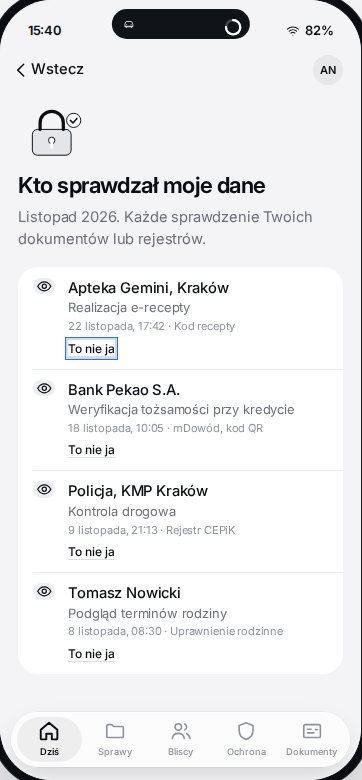 15:40
82%
Wstecz
AN
Kto sprawdzał moje dane
Listopad 2026. Każde sprawdzenie Twoich
dokumentów lub rejestrów.
Apteka Gemini, Kraków
Realizacja e-recepty
22 listopada, 17:42 · Kod recepty
To nie ja
Bank Pekao S.A.
Weryfikacja tożsamości przy kredycie
18 listopada, 10:05 · mDowód, kod QR
To nie ja
Policja, KMP Kraków
Kontrola drogowa
9 listopada, 21:13 · Rejestr CEPiK
To nie ja
Tomasz Nowicki
Podgląd terminów rodziny
8 listopada, 08:30 · Uprawnienie rodzinne
To nie ja
Dziś
Sprawy
Bliscy
Ochrona
Dokumenty